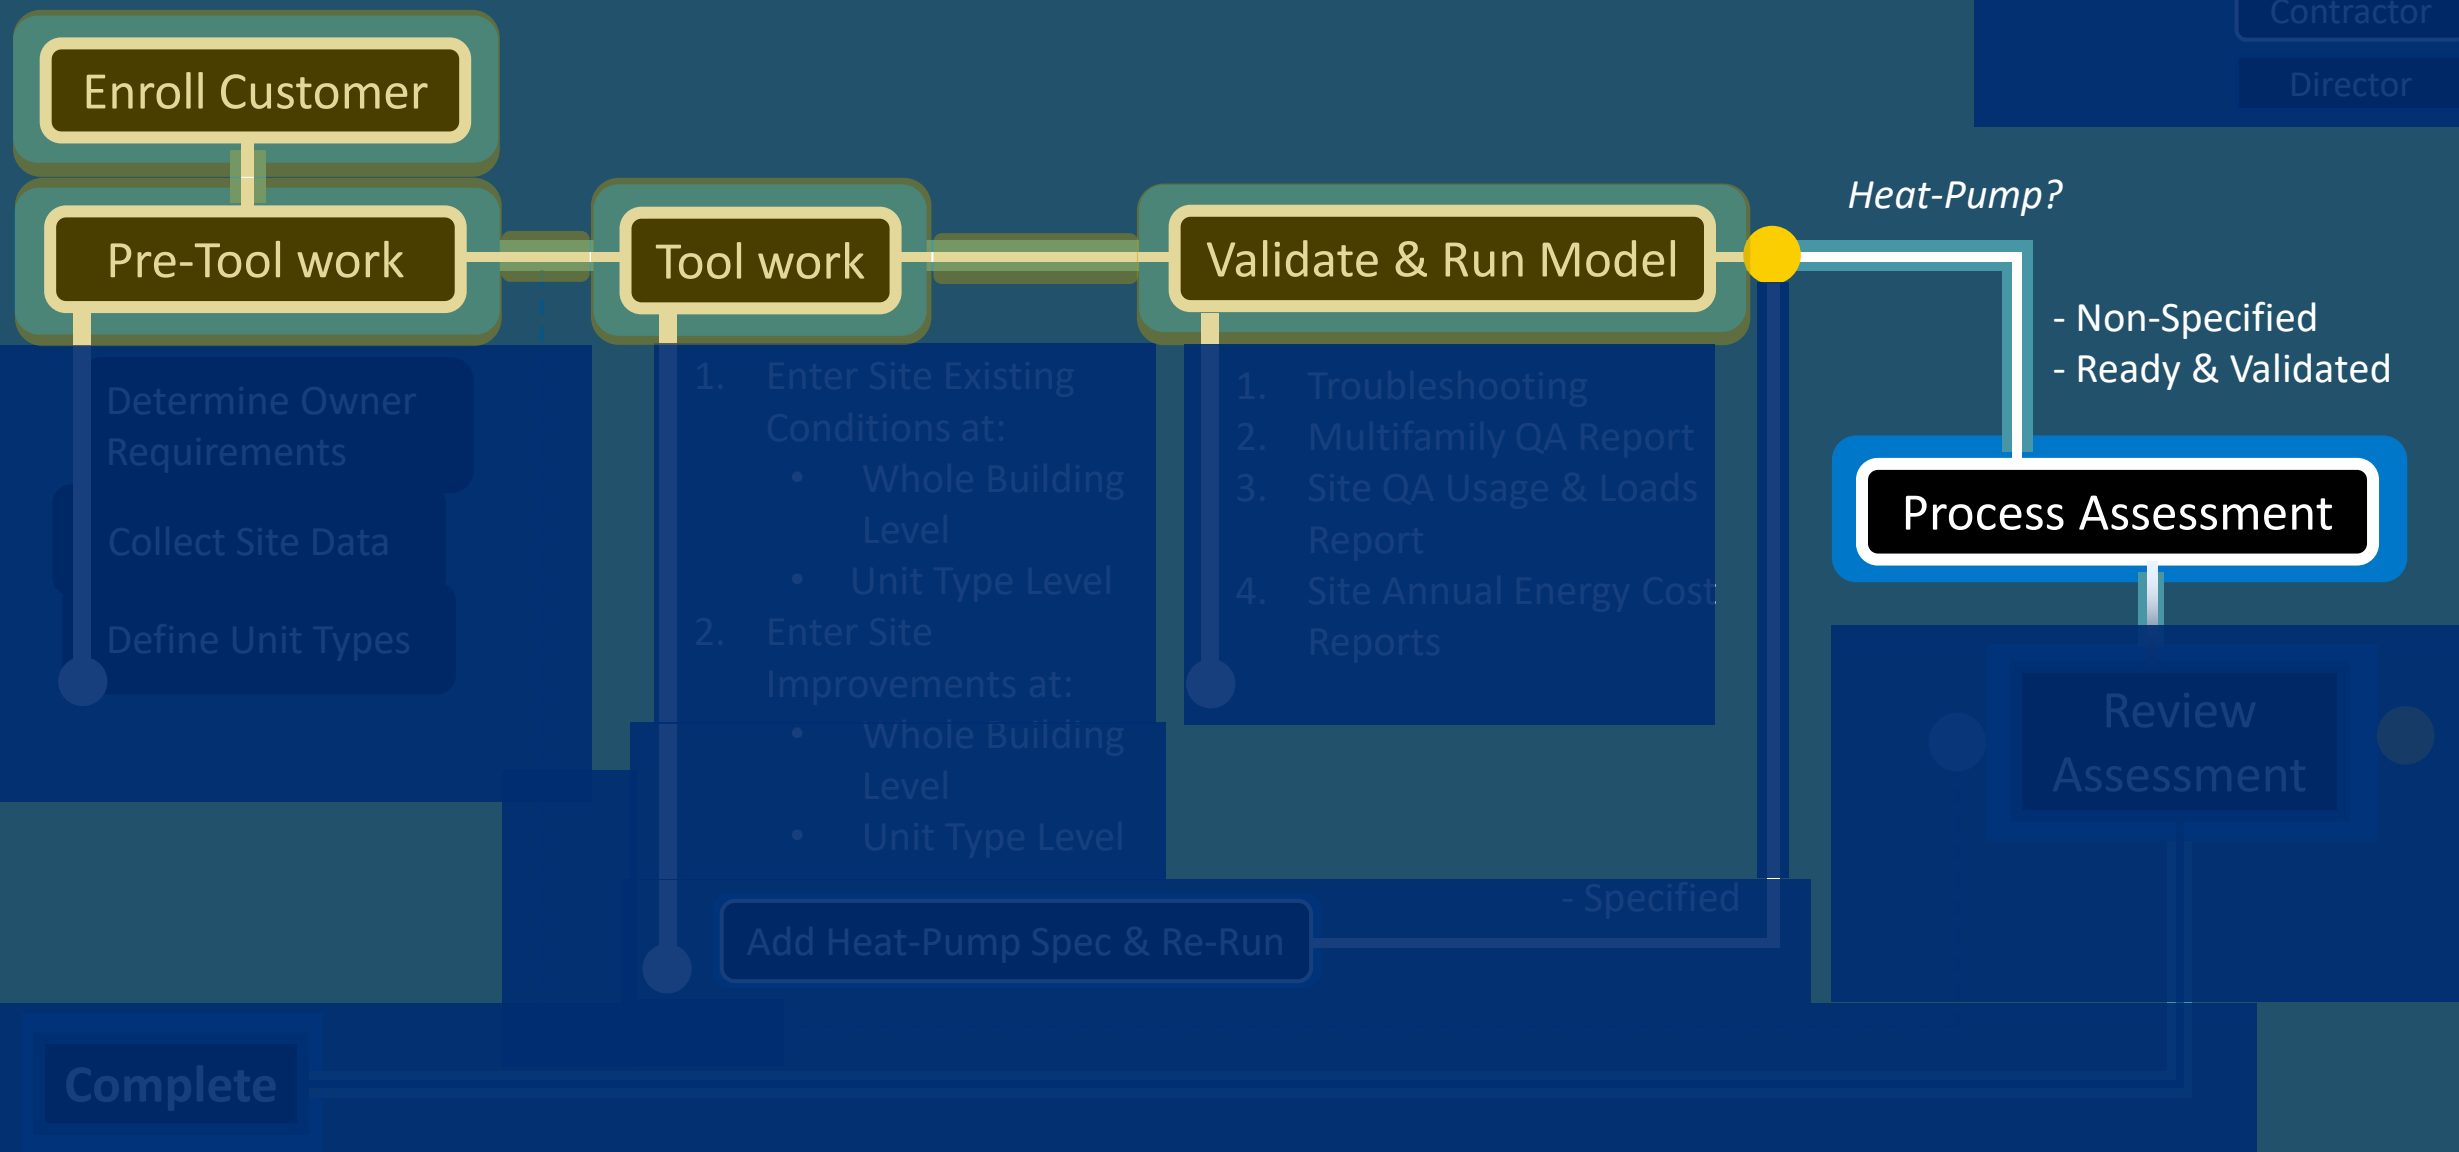 Contractor
Director
Enroll Customer
Heat-Pump?
Pre-Tool work
Tool work
Validate & Run Model
- Non-Specified
- Ready & Validated
Process Assessment
Determine Owner
Requirements
Collect Site Data
Define Unit Types
1. Enter Site Existing
Conditions at:
• Whole Building
Level
• Unit Type Level
2. Enter Site
Improvements at:
• Whole Building
Level
• Unit Type Level
1. Troubleshooting
2. Multifamily QA Report
3. Site QA Usage & Loads
Report
4. Site Annual Energy Cost
Reports
Review
Assessment
- Specified
Add Heat-Pump Spec & Re-Run
Complete